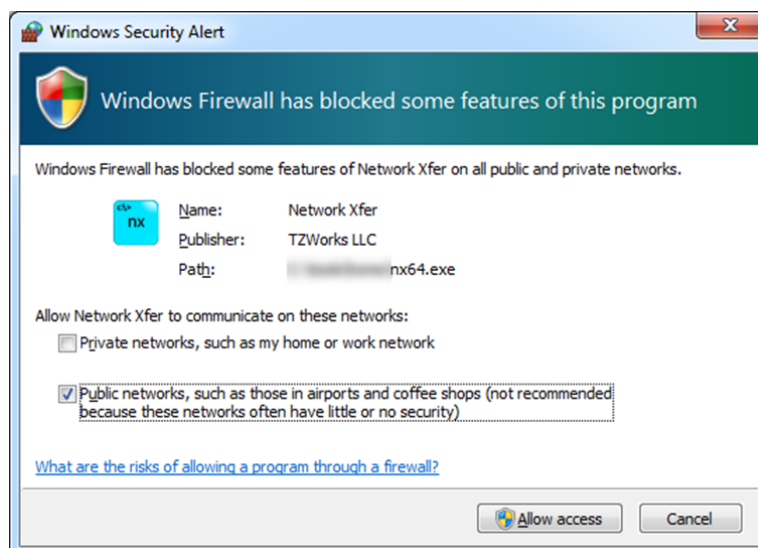 Windows Security Alert
Windows Firewall has blocked some features of this program
Windows Firewall has blocked some features of Network Xfer on all public and private networks.
nx
Name: Network Xfer
Publisher: TZWorks LLC
Path: nx64.exe
Allow Network Xfer to communicate on these networks:
Private networks, such as my home or work network
Public networks, such as those in airports and coffee shops (not recommended
because these networks often have little or no security)
What are the risks of allowing a program through a firewall?
Allow access Cancel